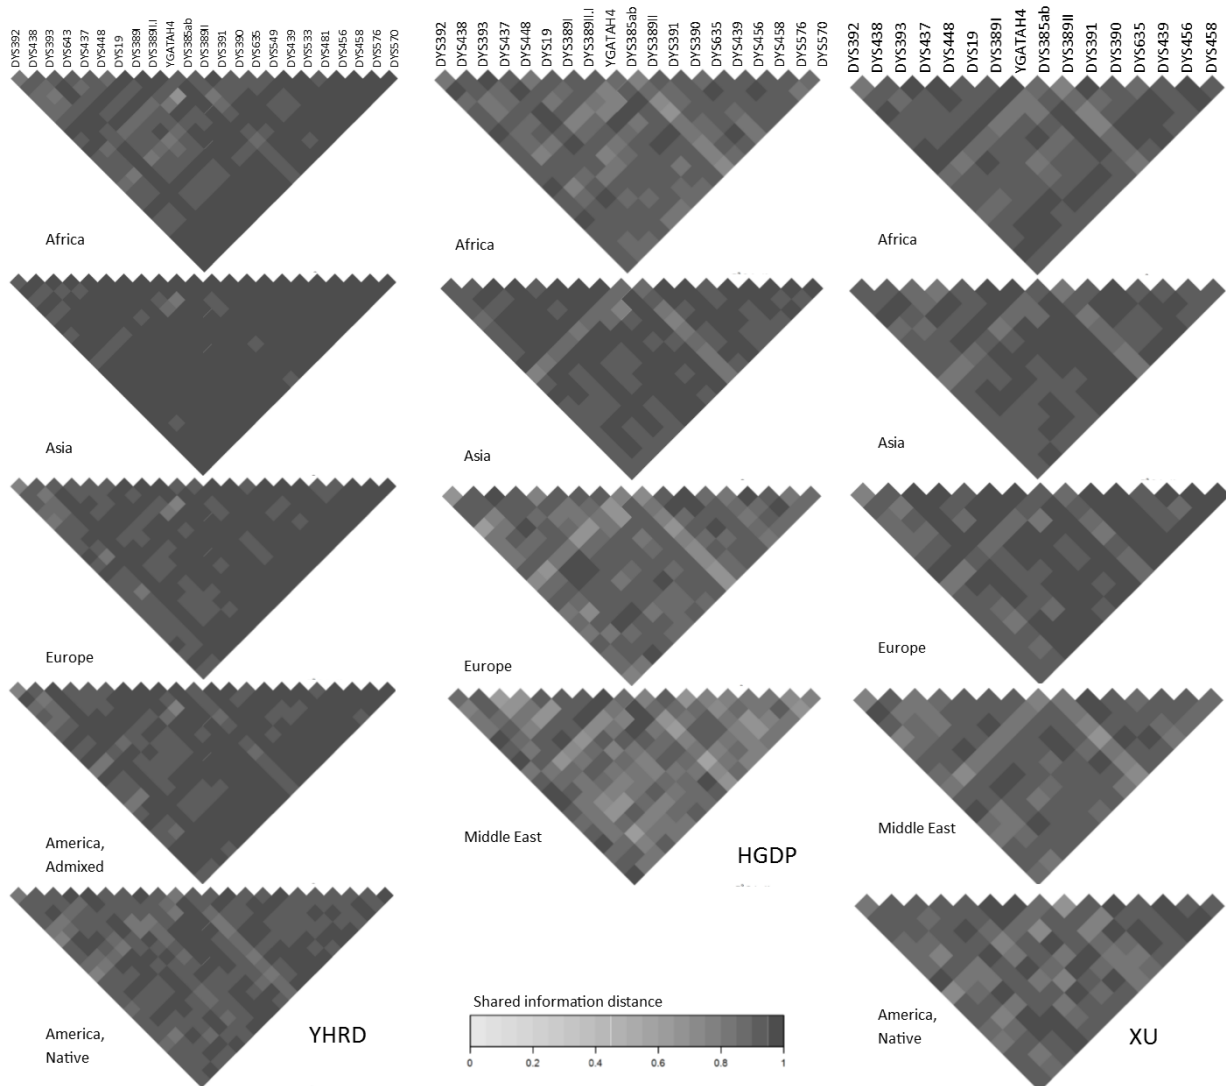 DYS392
DYS438
DYS393
DYS643
DYS437
DYS448
DYS19
DYS389I
DYS389II.I
YGATAH4
DYS385ab
DYS389I
DYS391
DYS390
DYS635
DYS549
DYS439
DYS533
DYS481
DYS456
DYS458
DYS576
DYS570
DYS392
DYS438
DYS393
DYS437
DYS448
DYS19
DYS389I
DYS389II.I
YGATAH4
DYS385ab
DYS389II
DYS391
DYS390
DYS635
DYS439
DYS456
DYS458
DYS576
DYS570
DYS392
DYS438
DYS393
DYS437
DYS448
DYS19
DYS389I
YGATAH4
DYS385ab
DYS389II
DYS391
DYS390
DYS635
DYS439
DYS456
DYS458
Africa
Africa
Africa
Asia
Asia
Asia
Europe
Europe
Europe
America,
Admixed
Middle East
HGDP
Middle East
America,
Native
YHRD
Shared information distance
0 0.2 0.4 0.6 0.8 1
America,
Native
XU